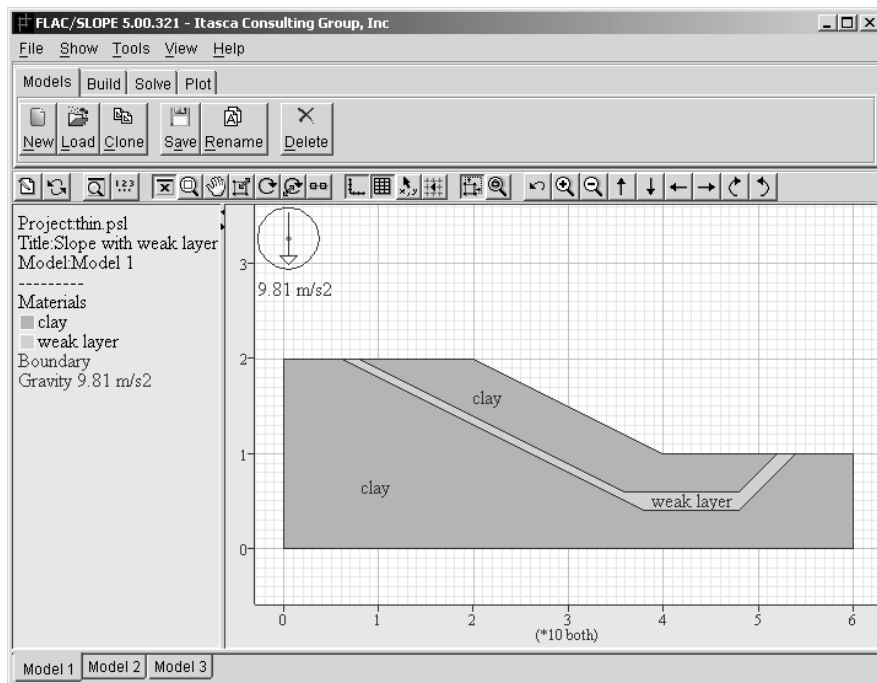 FLAC/SLOPE 5.00.321 - Itasca Consulting Group, Inc
File Show Tools View Help
Models Build Solve Plot
New Load Clone Save Rename Delete
123 x,y
Project:thin.psl
Title:Slope with weak layer
Model:Model 1
---------
Materials
clay
weak layer
Boundary
Gravity 9.81 m/s2
9.81 m/s2
3
2
clay
1
clay
weak layer
0
0 1 2 3 4 5 6
(*10 both)
Model 1 Model 2 Model 3